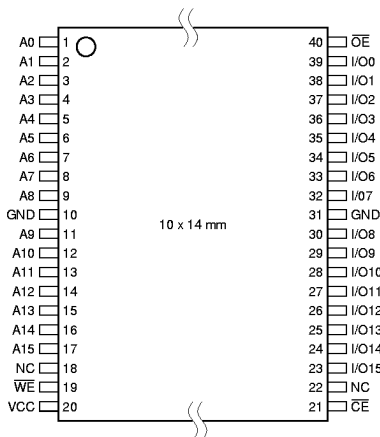 A0 1 40 OE
A1 2 39 I/O0
A2 3 38 I/O1
A3 4 37 I/O2
A4 5 36 I/O3
A5 6 35 I/O4
A6 7 34 I/O5
A7 8 33 I/O6
A8 9 32 I/07
GND 10 31 GND
A9 11 10 x 14 mm 30 I/O8
A10 12 29 I/O9
A11 13 28 I/O10
A12 14 27 I/O11
A13 15 26 I/O12
A14 16 25 I/O13
A15 17 24 I/O14
NC 18 23 I/O15
WE 19 22 NC
VCC 20 21 CE